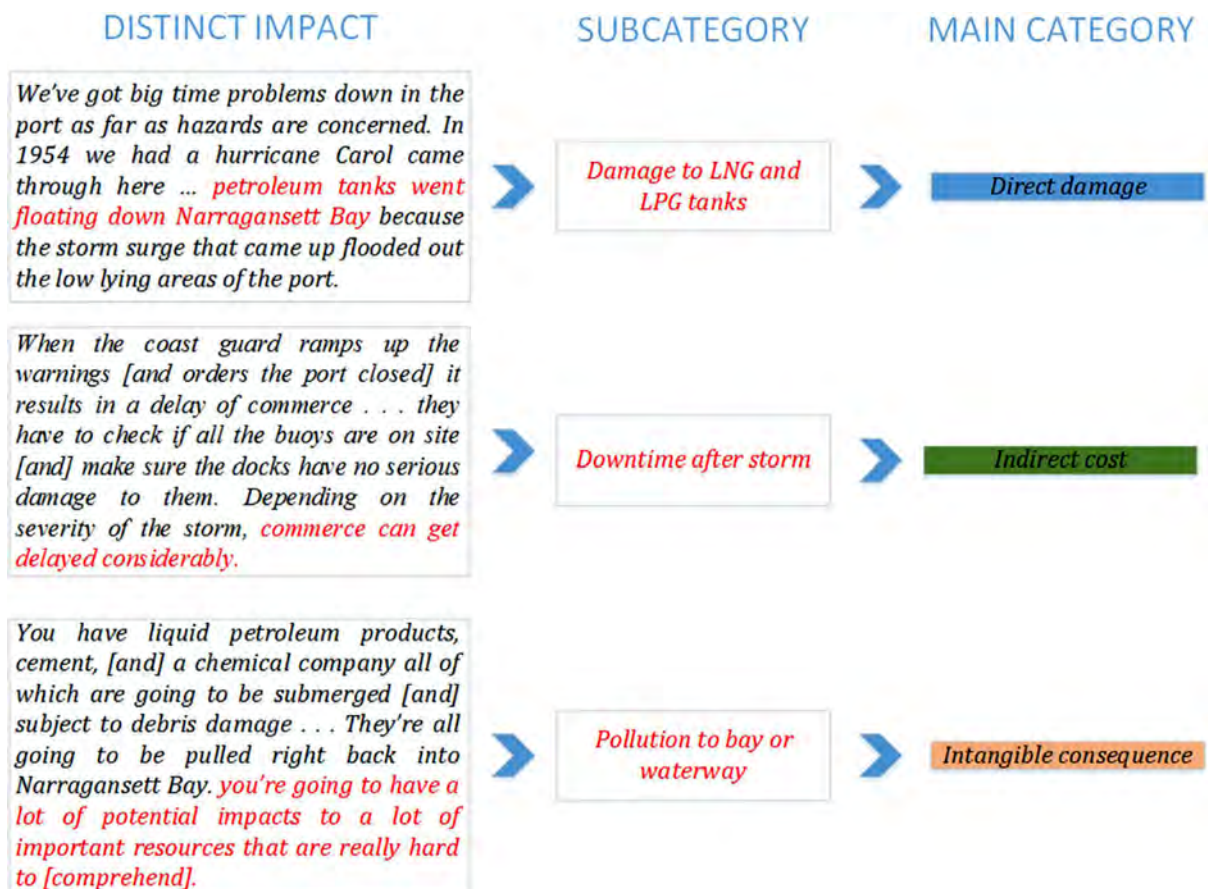 DISTINCT IMPACT
SUBCATEGORY
MAIN CATEGORY
We've got big time problems down in the
port as far as hazards are concerned. In
1954 we had a hurricane Carol came
through here ... petroleum tanks went
floating down Narragansett Bay because
the storm surge that came up flooded out
the low lying areas of the port.
Damage to LNG and
LPG tanks
Direct damage
When the coast guard ramps up the
warnings [and orders the port closed] it
results in a delay of commerce . . . they
have to check if all the buoys are on site
[and] make sure the docks have no serious
damage to them. Depending on the
severity of the storm, commerce can get
delayed considerably.
Downtime after storm
Indirect cost
You have liquid petroleum products,
cement, [and] a chemical company all of
which are going to be submerged [and]
subject to debris damage . . . They're all
going to be pulled right back into
Narragansett Bay. you're going to have a
lot of potential impacts to a lot of
important resources that are really hard
to [comprehend].
Pollution to bay or
waterway
Intangible consequence